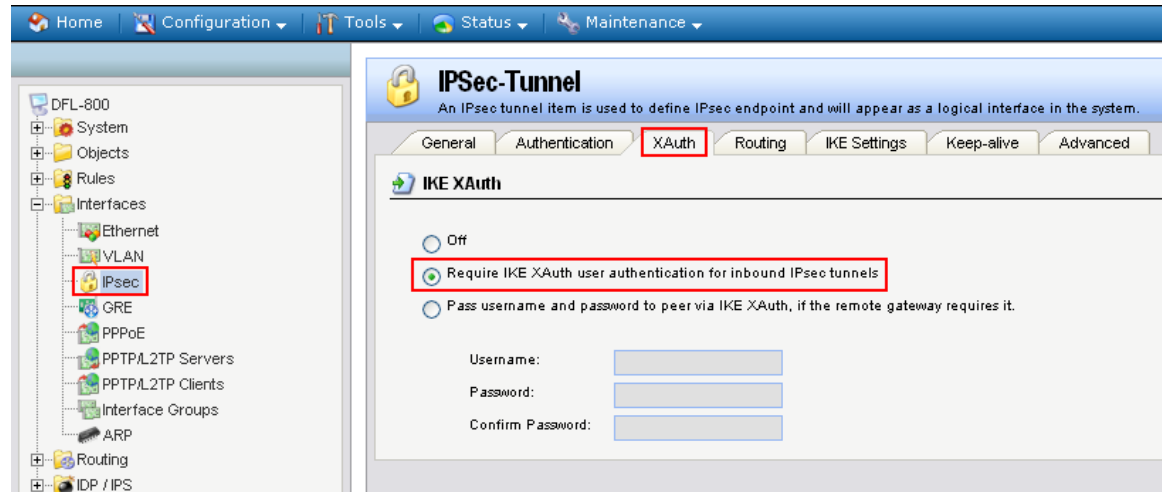 Home Configuration Tools Status Maintenance
DFL-800
System
Objects
Rules
Interfaces
Ethernet
VLAN
IPsec
GRE
PPPoE
PPTP/L2TP Servers
PPTP/L2TP Clients
Interface Groups
ARP
Routing
IDP / IPS
IPSec-Tunnel
An IPsec tunnel item is used to define IPsec endpoint and will appear as a logical interface in the system.
General Authentication XAuth Routing IKE Settings Keep-alive Advanced
IKE XAuth
Off
Require IKE XAuth user authentication for inbound IPsec tunnels
Pass username and password to peer via IKE XAuth, if the remote gateway requires it.
Username:
Password:
Confirm Password: